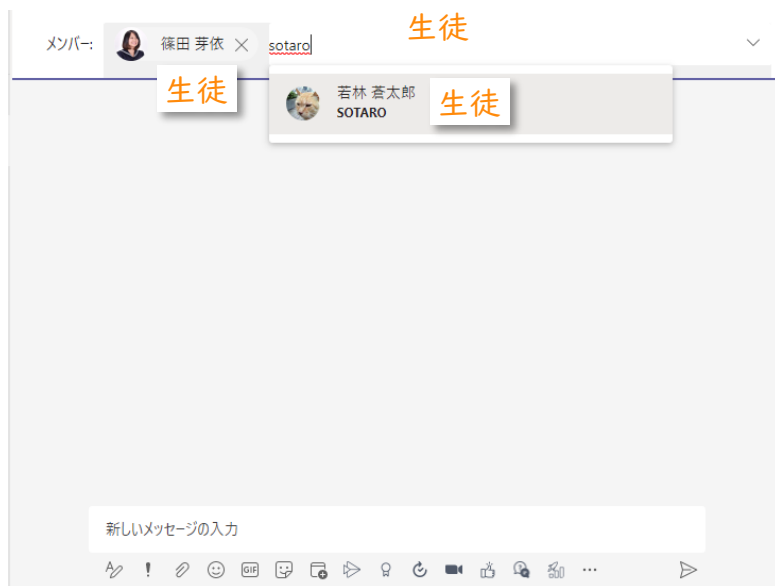 生徒
メンバー: 篠田 芽依 sotaro
生徒
若林 蒼太郎
SOTARO
生徒
新しいメッセージの入力
GIF